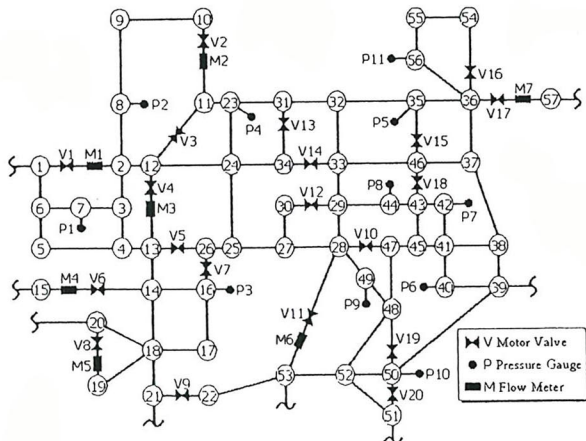 9 10 55 54
V2 P11 56 V16
M2 M7
8 P2 11 23 31 32 35 36 57
P4 V13 P5 V17
V3 V15
1 V1 M1 2 12 24 34 V14 33 46 37
V4 V12 P8 V18
6 7 3 M3 30 29 44 43 42
P1 P7
5 4 13 V5 26 25 27 28 V10 47 45 41 38
V7
M4 V6 49
15 14 16 P3 P6 40 39
V11 P9
20 M6 48
V8 18 17 V19
M5
19 53 52 50 P10
V9 V20
21 22 51
V Motor Valve
P Pressure Gauge
M Flow Meter